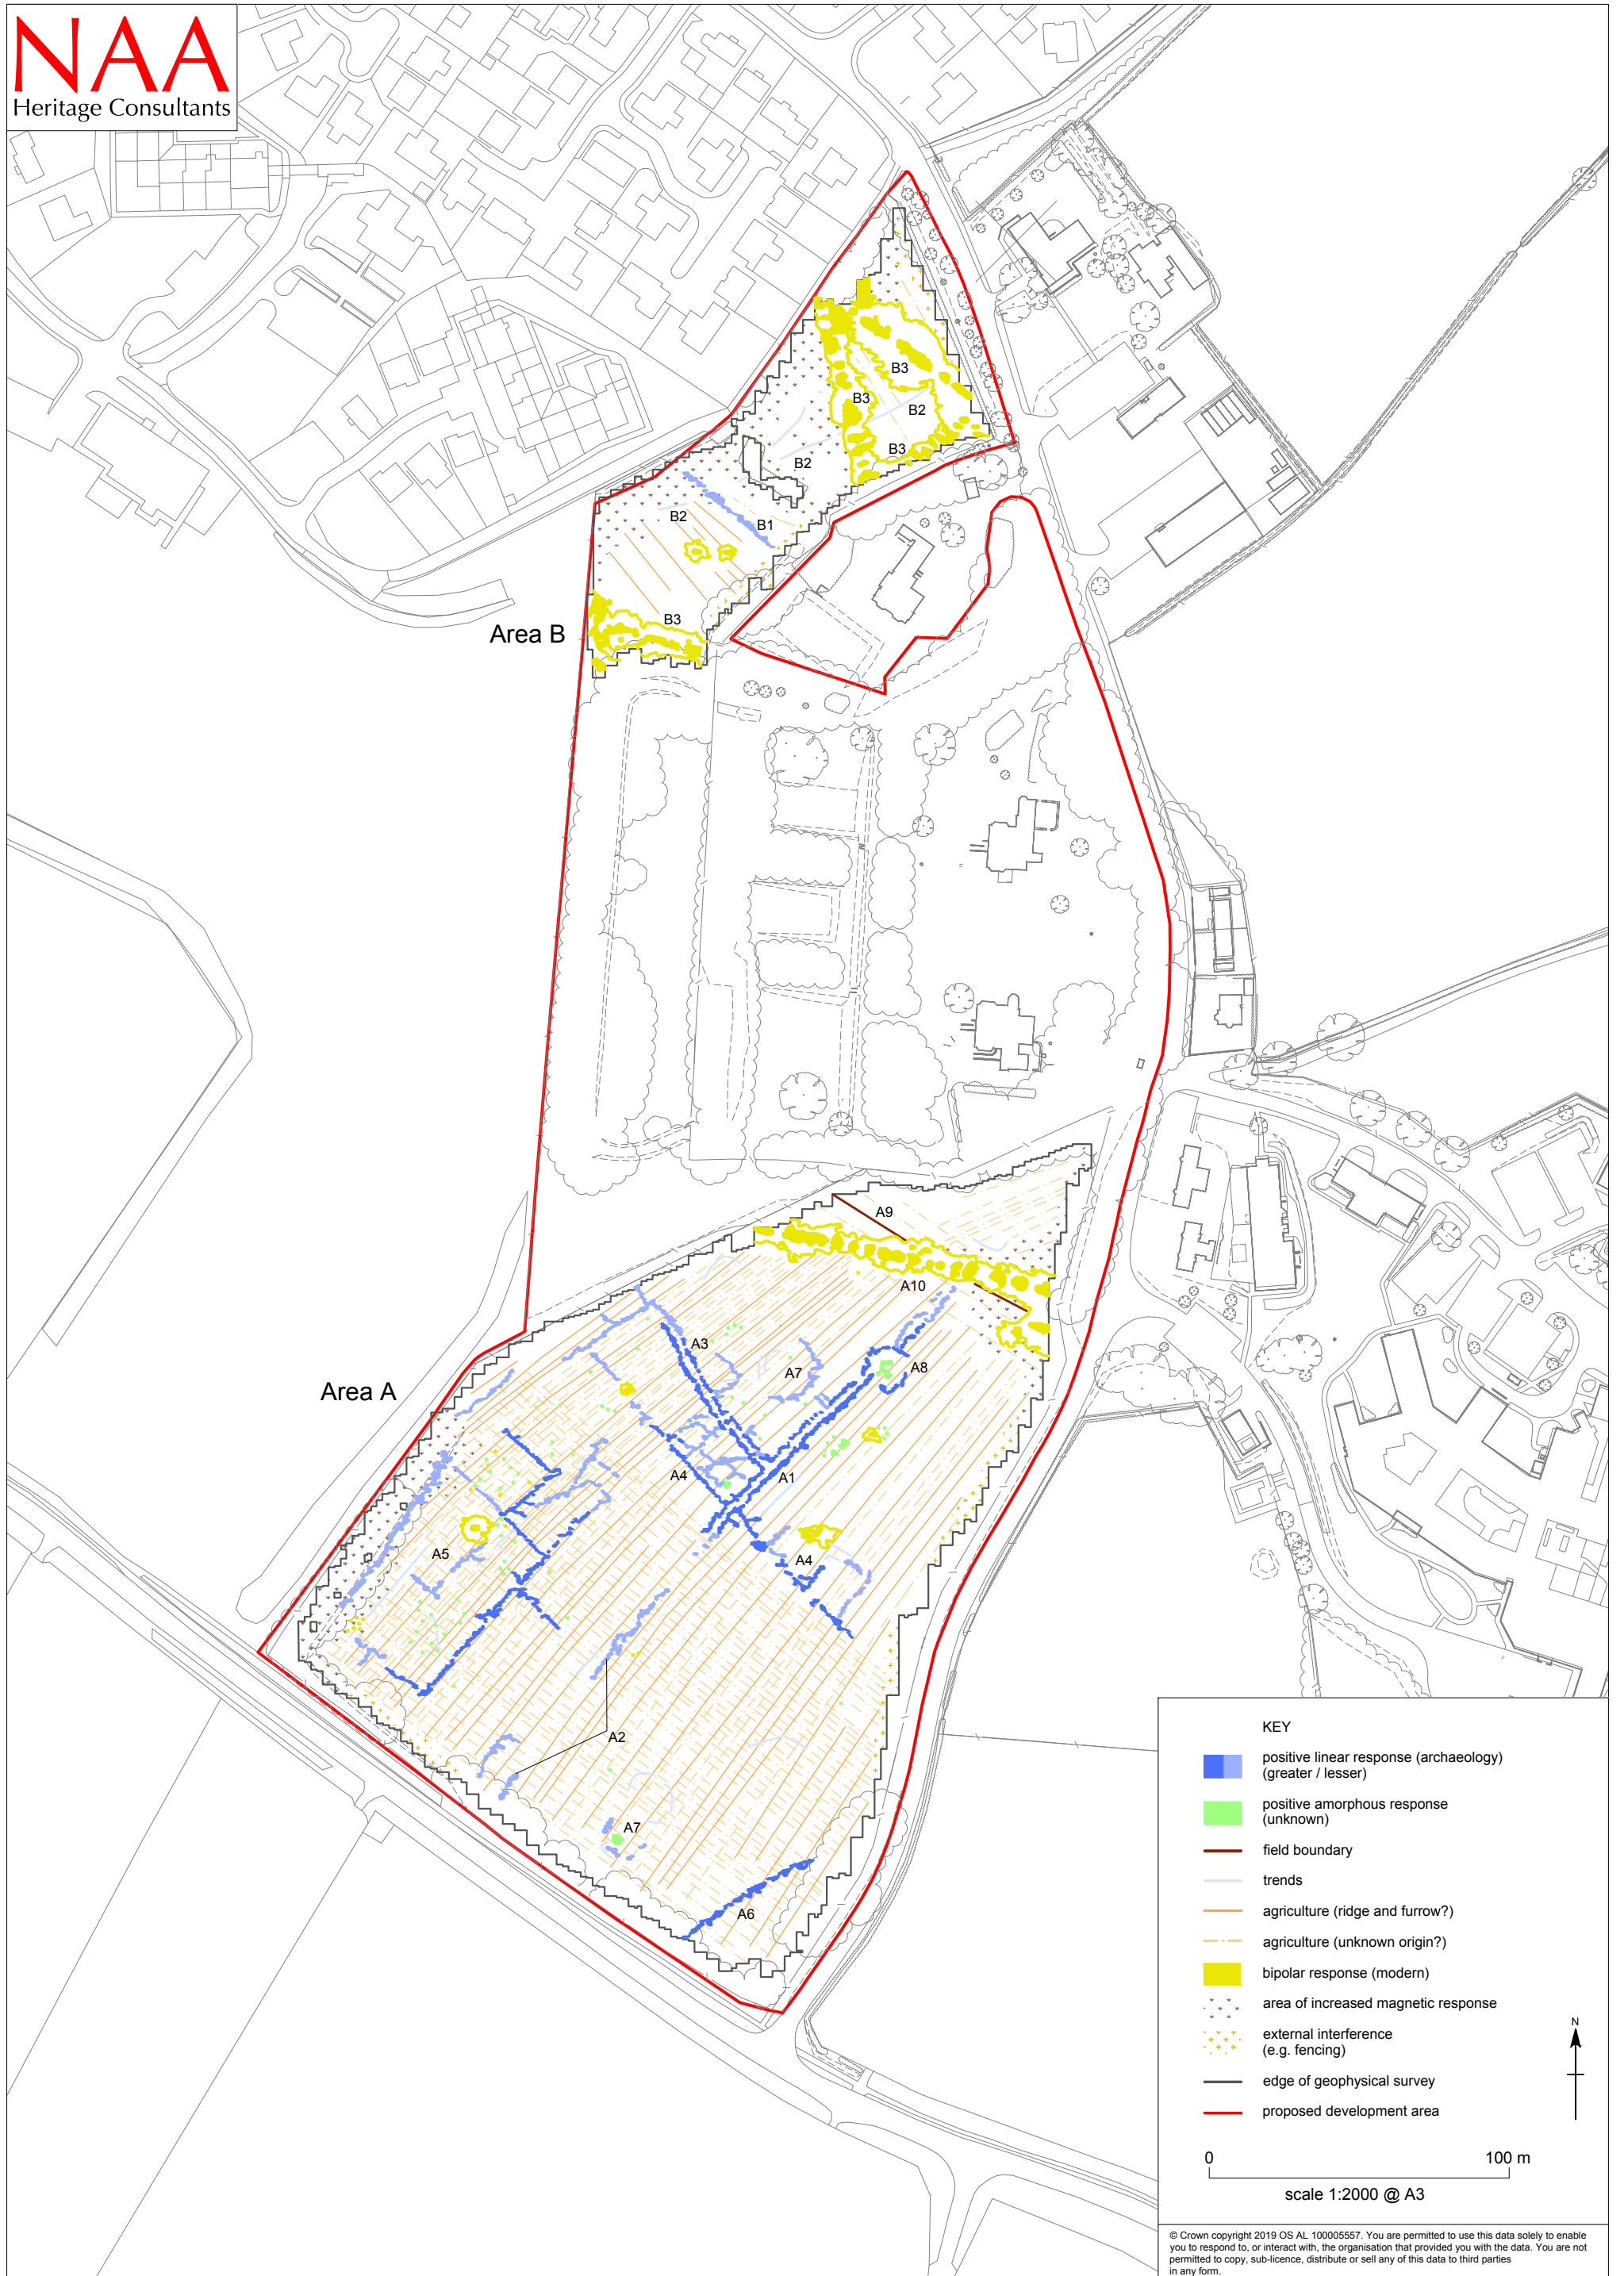 NAA
Heritage Consultants
B3
B3
B2
B3
B2
B2
B1
B3
Area B
A9
A10
A3
A7
A8
Area A
A4
A1
A5
A4
A2
A7
A6
KEY
positive linear response (archaeology)
(greater / lesser)
positive amorphous response
(unknown)
field boundary
trends
agriculture (ridge and furrow?)
agriculture (unknown origin?)
bipolar response (modern)
area of increased magnetic response
external interference
(e.g. fencing)
edge of geophysical survey
proposed development area
N
0 100 m
scale 1:2000 @ A3
© Crown copyright 2019 OS AL 100005557. You are permitted to use this data solely to enable
you to respond to, or interact with, the organisation that provided you with the data. You are not
permitted to copy, sub-licence, distribute or sell any of this data to third parties
in any form.